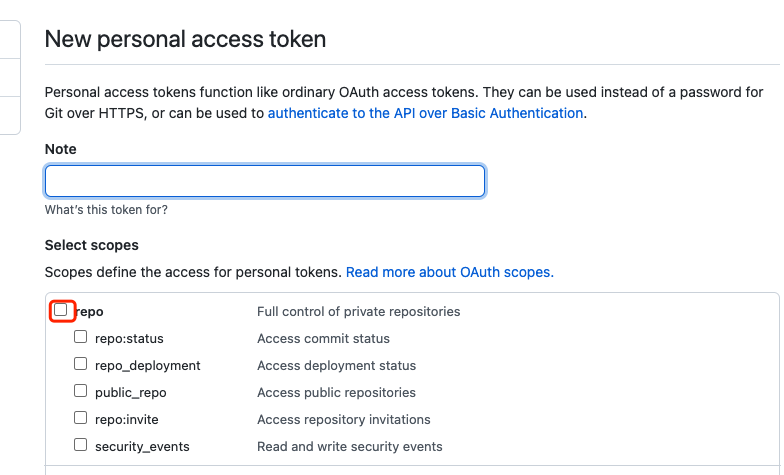 New personal access token
Personal access tokens function like ordinary OAuth access tokens. They can be used instead of a password for
Git over HTTPS, or can be used to authenticate to the API over Basic Authentication.
Note
What's this token for?
Select scopes
Scopes define the access for personal tokens. Read more about OAuth scopes.
repo Full control of private repositories
repo:status Access commit status
repo_deployment Access deployment status
public_repo Access public repositories
repo:invite Access repository invitations
security_events Read and write security events